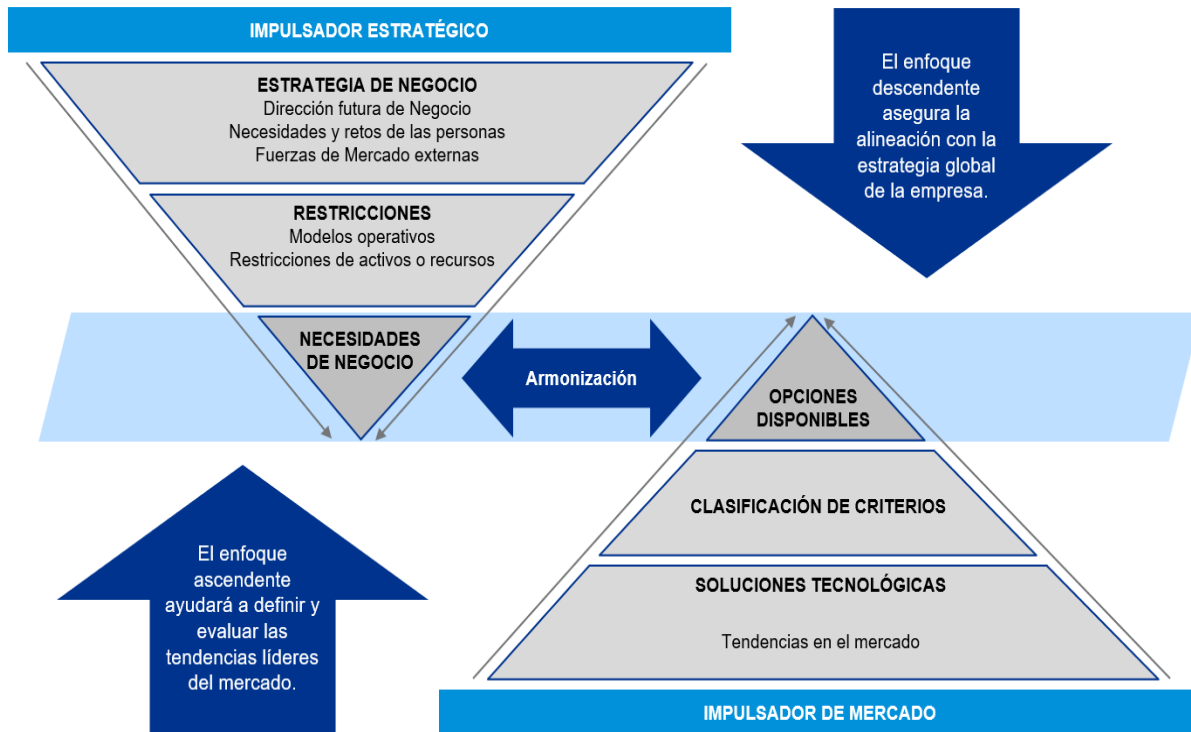 IMPULSADOR ESTRATÉGICO
ESTRATEGIA DE NEGOCIO
Dirección futura de Negocio
Necesidades y retos de las personas
Fuerzas de Mercado externas
RESTRICCIONES
Modelos operativos
Restricciones de activos o recursos
NECESIDADES
DE NEGOCIO
El enfoque
descendente
asegura la
alineación con la
estrategia global
de la empresa.
Armonización
OPCIONES
DISPONIBLES
CLASIFICACIÓN DE CRITERIOS
SOLUCIONES TECNOLÓGICAS
Tendencias en el mercado
El enfoque
ascendente
ayudará a definir y
evaluar las
tendencias líderes
del mercado.
IMPULSADOR DE MERCADO